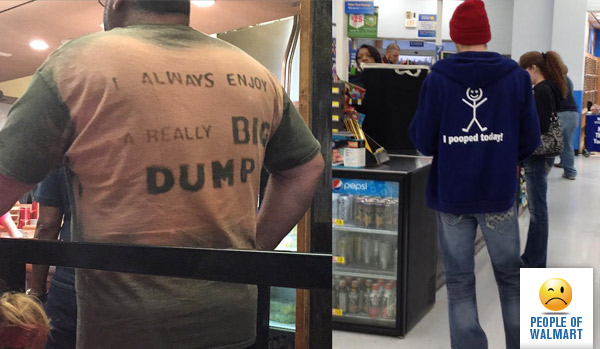 I ALWAYS ENJOY
A REALLY BIG
DUMP
I pooped today!
pepsi
PEOPLE OF
WALMART